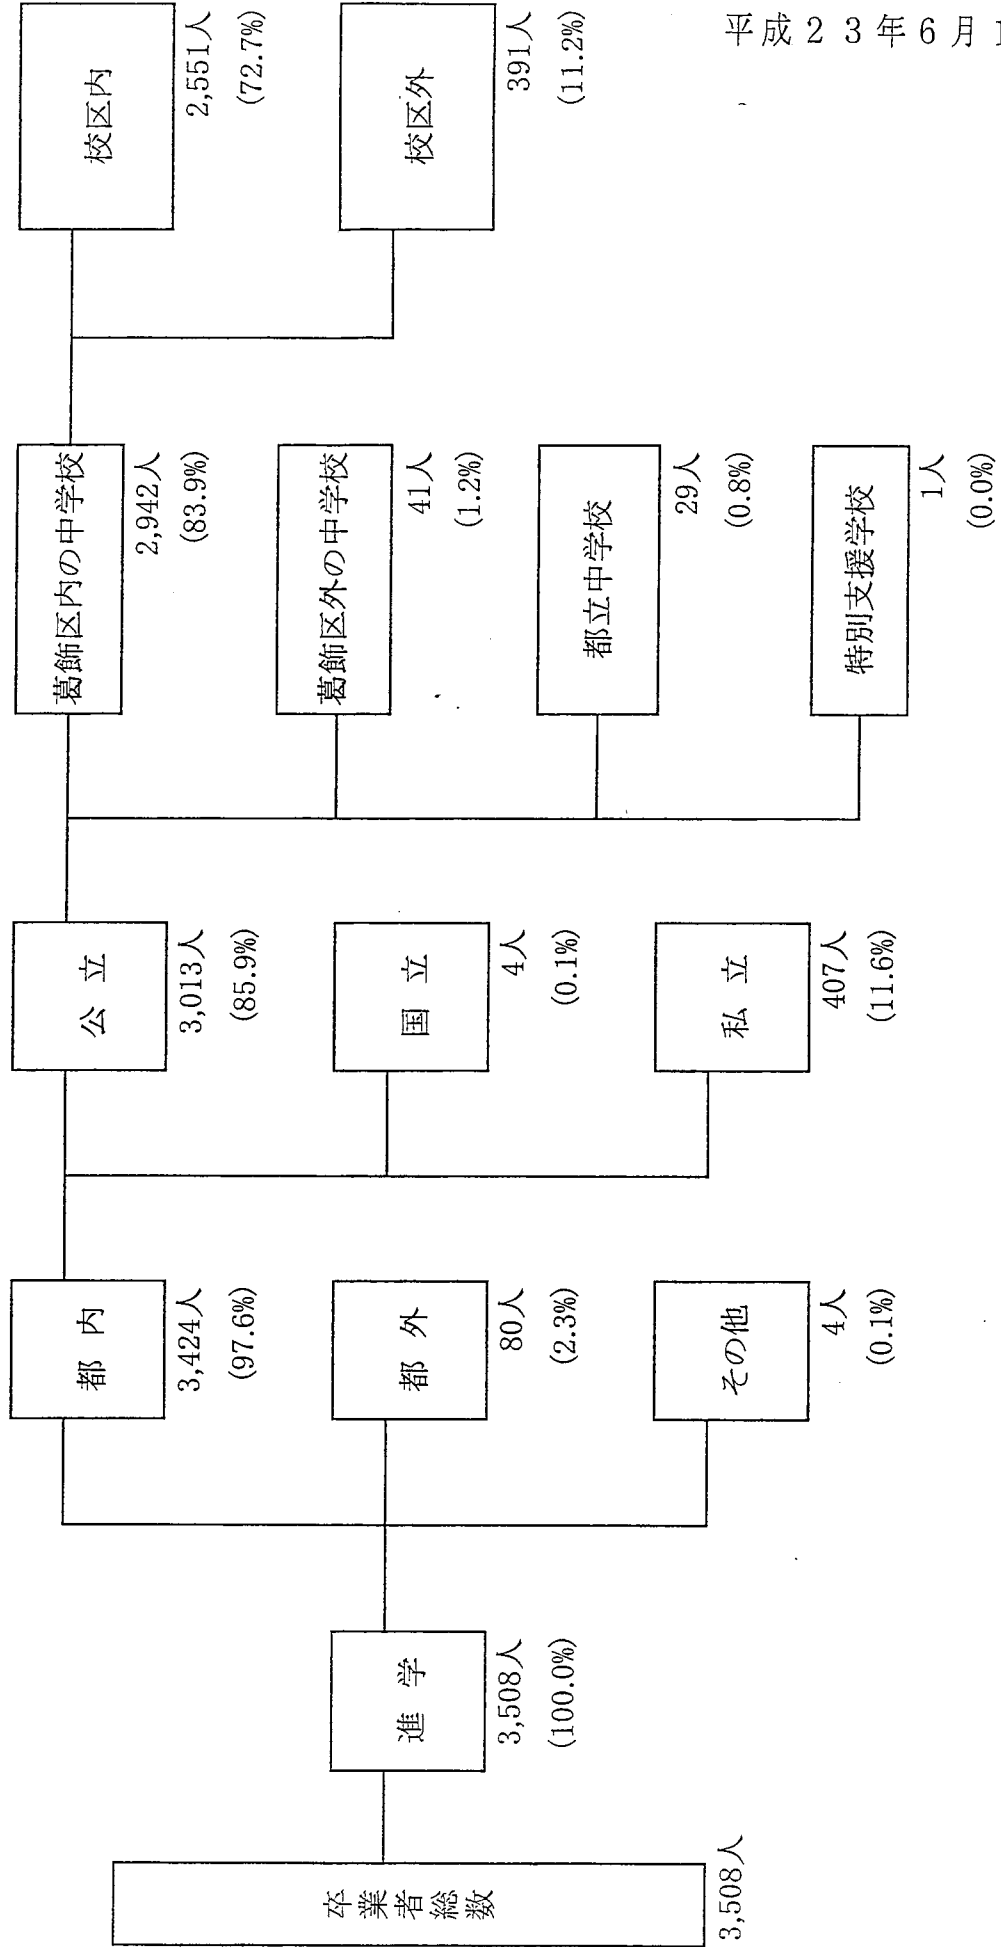 平成23年6月1
卒業者総数
3,508人
進学
3,508人
(100.0%)
都内
3,424人
(97.6%)
都外
80人
(2.3%)
その他
4人
(0.1%)
公立
3,013人
(85.9%)
国立
4人
(0.1%)
私立
407人
(11.6%)
葛飾区内の中学校
2,942人
(83.9%)
葛飾区外の中学校
41人
(1.2%)
都立中学校
29人
(0.8%)
特別支援学校
1人
(0.0%)
校区内
2,551人
(72.7%)
校区外
391人
(11.2%)